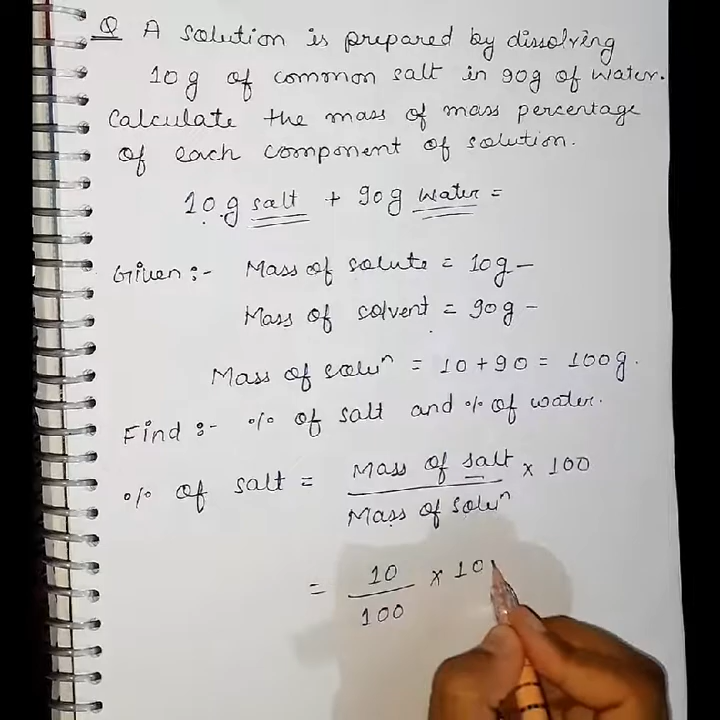 Q A solution is prepared by dissolving
10g of common salt in 90g of water.
Calculate the mass of mass percentage
of each component of solution.
10.g salt + 90g water =
Given :- Mass of solute = 10g -
Mass of solvent = 90g -
Mass of soluⁿ = 10 + 90 = 100g.
Find :- % of salt and % of water.
% of salt = Mass of salt × 100
Mass of soluⁿ
= 10 × 10
100